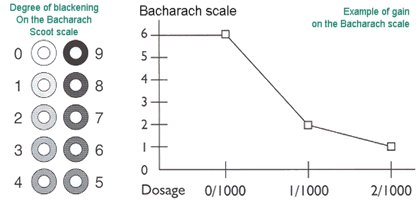 Degree of blackening
On the Bacharach
Scoot scale
0 9
1 8
2 7
3 6
4 5
Bacharach scale
Example of gain
on the Bacharach scale
6
5
4
3
2
1
0
Dosage 0/1000 1/1000 2/1000